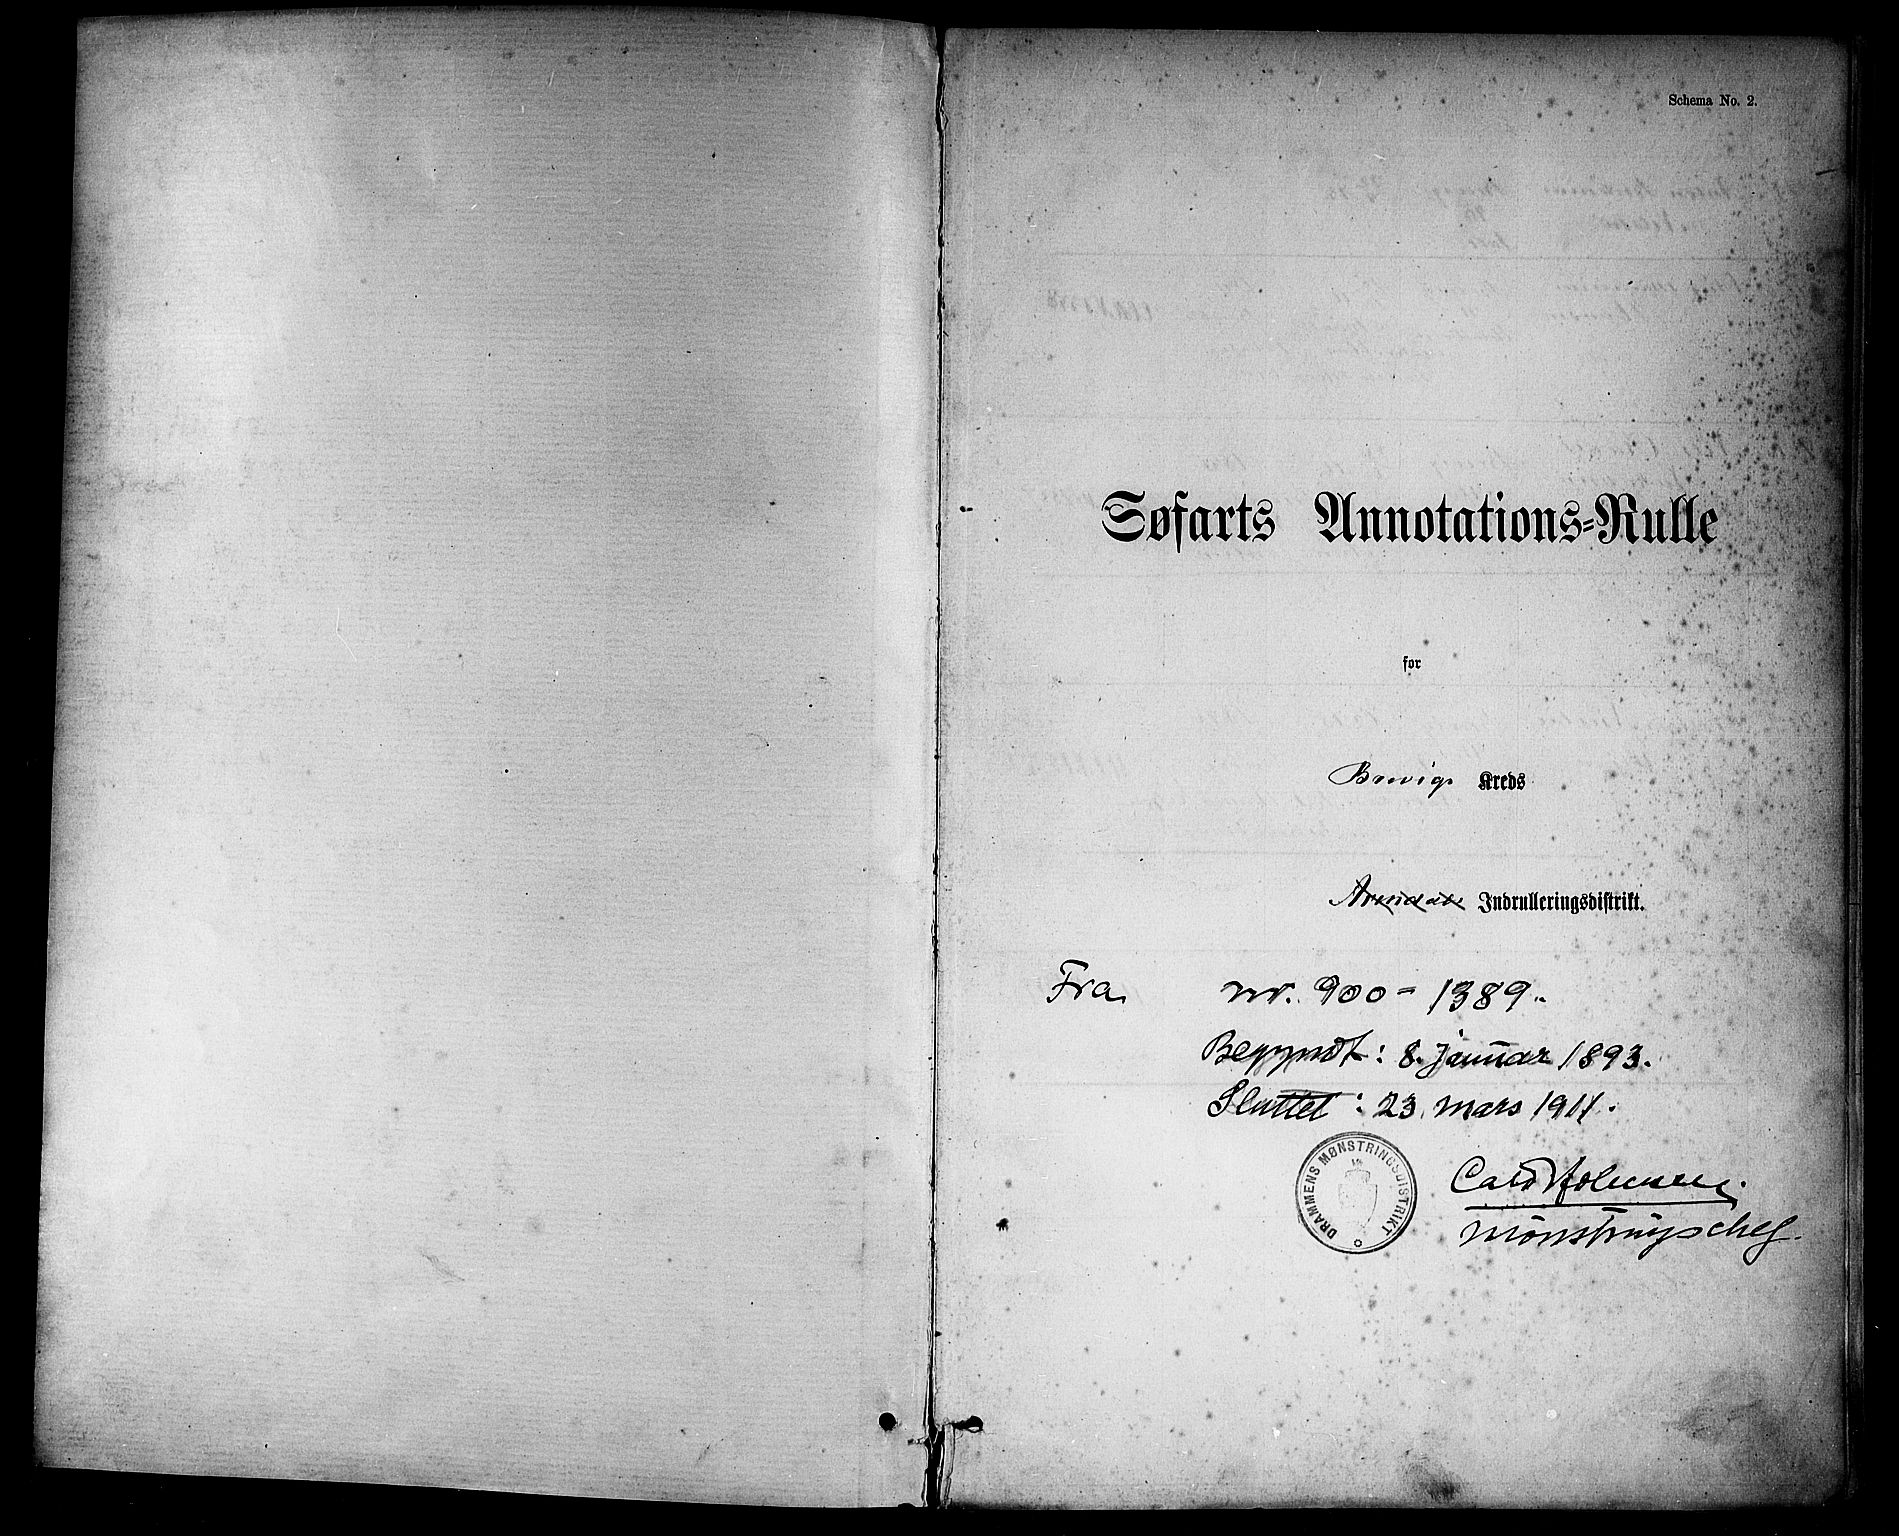 Schema No. 2.
Søfarts Annotations-Rulle
for
Brevigs Kreds
Arendals Indrulleringsdistrikt.
Fra nr. 900 - 1389.
Begyndt: 8. januar 1893.
Sluttet: 23. mars 1911.
DRAMMENS MØNSTRINGSDISTRIKT
Mønstringschef.